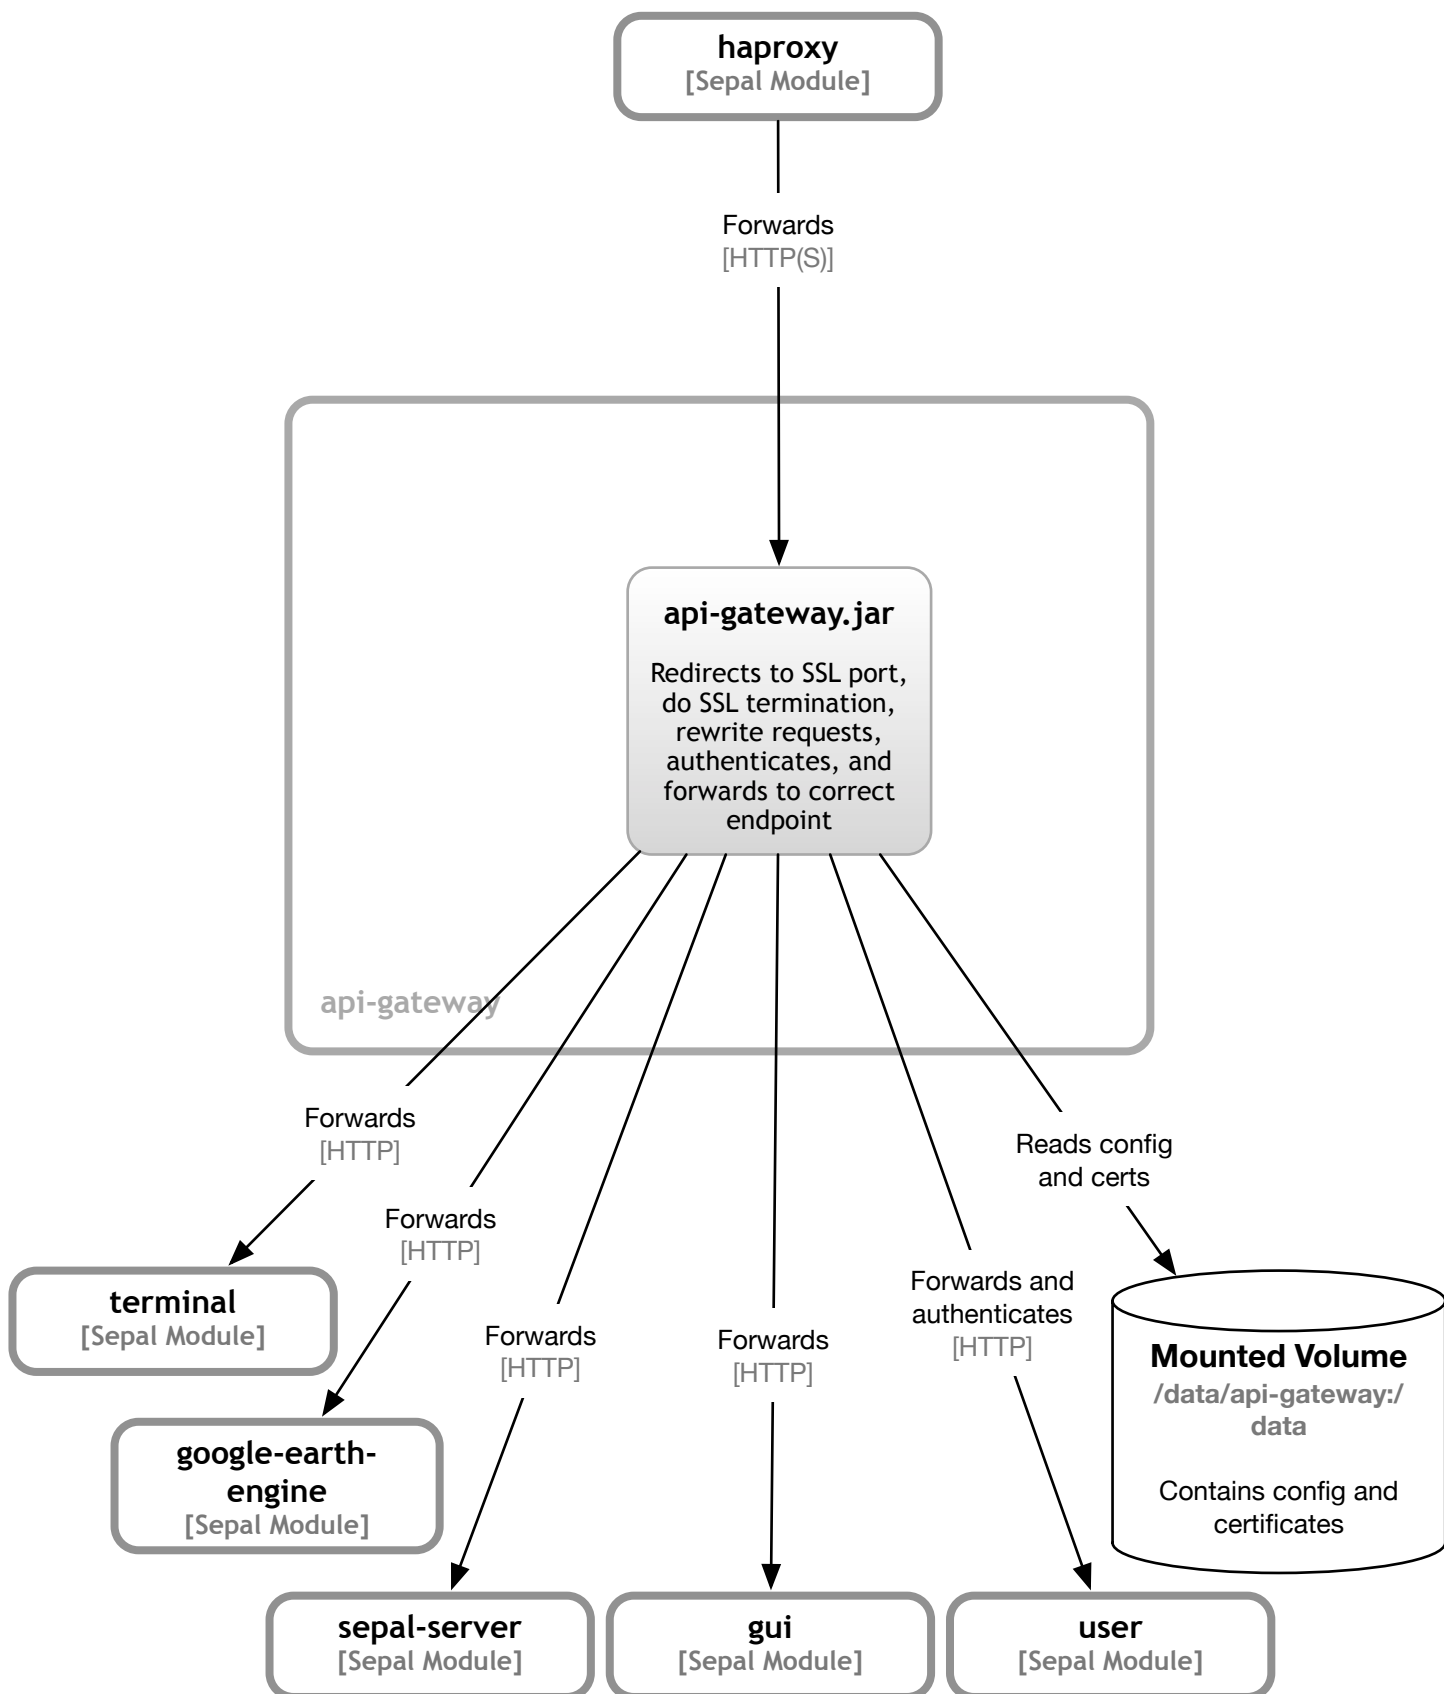 haproxy
[Sepal Module]
Forwards
[HTTP(S)]
api-gateway.jar
Redirects to SSL port,
do SSL termination,
rewrite requests,
authenticates, and
forwards to correct
endpoint
api-gateway
Forwards
[HTTP]
Forwards
[HTTP]
Forwards
[HTTP]
Forwards
[HTTP]
Forwards and
authenticates
[HTTP]
Reads config
and certs
terminal
[Sepal Module]
google-earth-
engine
[Sepal Module]
sepal-server
[Sepal Module]
gui
[Sepal Module]
user
[Sepal Module]
Mounted Volume
/data/api-gateway:/
data
Contains config and
certificates